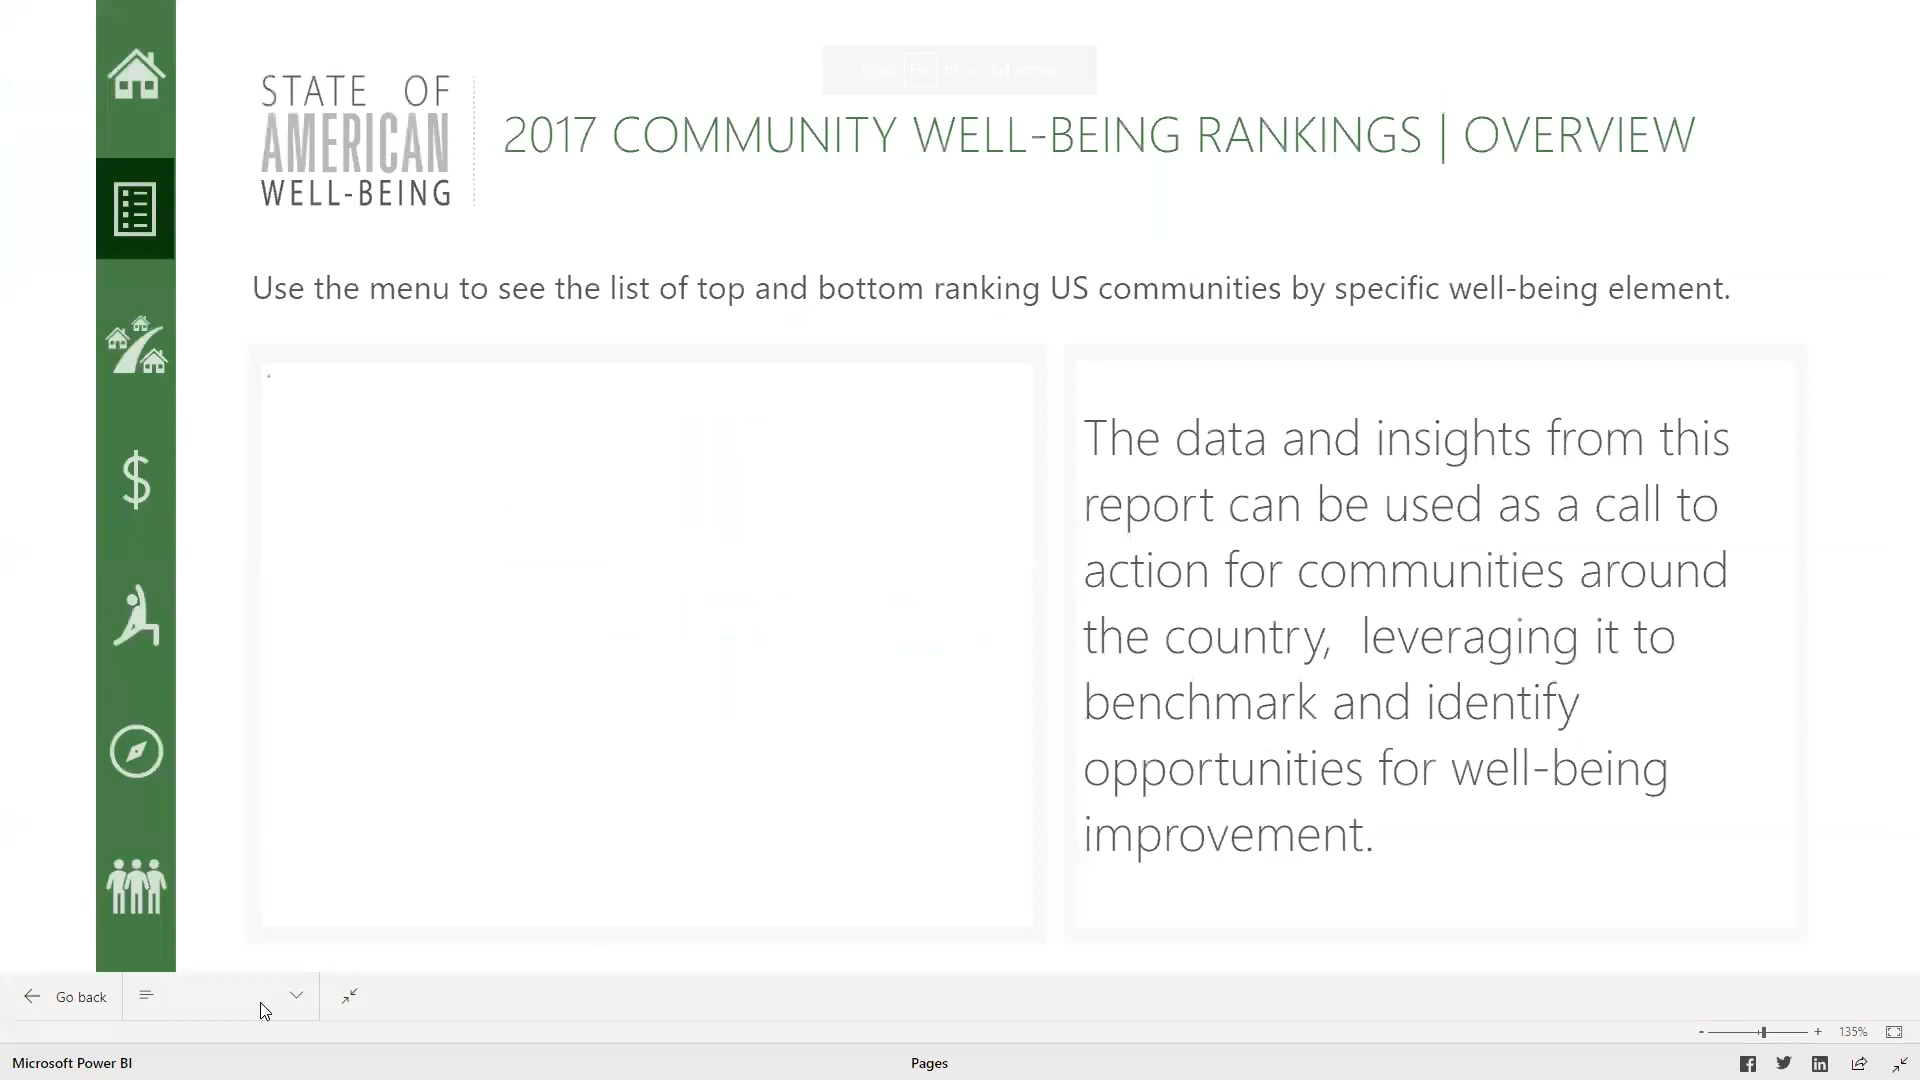 Esc
STATE OF
AMERICAN
WELL-BEING
2017 COMMUNITY WELL-BEING RANKINGS | OVERVIEW
Use the menu to see the list of top and bottom ranking US communities by specific well-being element.
The data and insights from this
report can be used as a call to
action for communities around
the country, leveraging it to
benchmark and identify
opportunities for well-being
improvement.
Go back
- + 135%
Microsoft Power BI
Pages